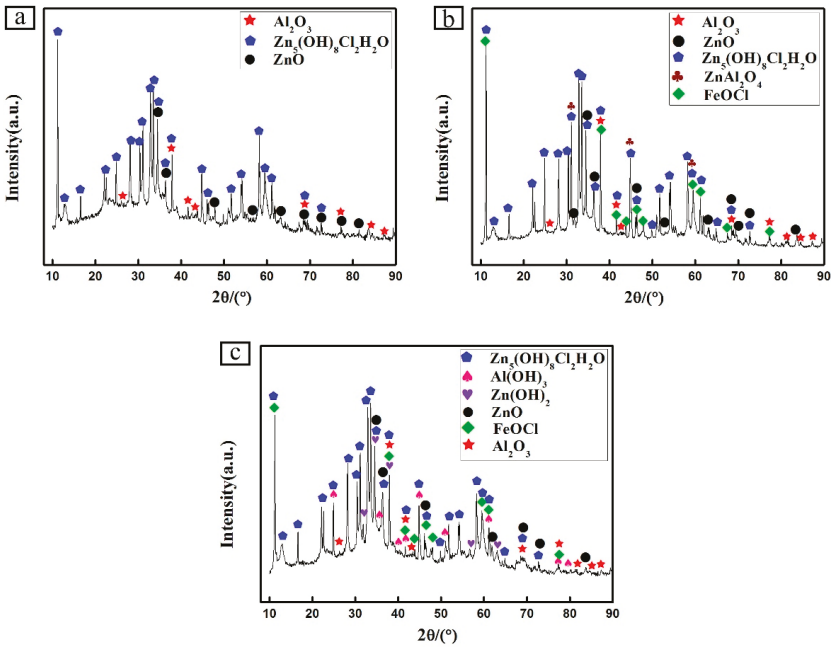 a
Al2O3
Zn5(OH)8Cl2H2O
ZnO
Intensity(a.u.)
10 20 30 40 50 60 70 80 90
2θ/(°)
b
Al2O3
ZnO
Zn5(OH)8Cl2H2O
ZnAl2O4
FeOCl
Intensity(a.u.)
10 20 30 40 50 60 70 80 90
2θ/(°)
c
Zn5(OH)8Cl2H2O
Al(OH)3
Zn(OH)2
ZnO
FeOCl
Al2O3
Intensity(a.u.)
10 20 30 40 50 60 70 80 90
2θ/(°)